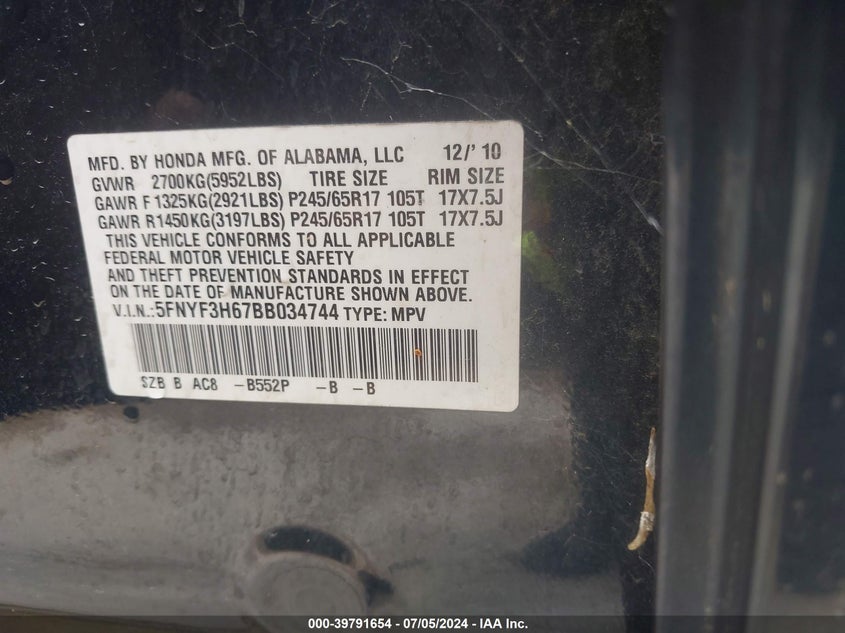 MFD. BY HONDA MFG. OF ALABAMA, LLC 12/'10
GVWR 2700KG(5952LBS) TIRE SIZE RIM SIZE
GAWR F 1325KG(2921LBS) P245/65R17 105T 17X7.5J
GAWR R1450KG(3197LBS) P245/65R17 105T 17X7.5J
THIS VEHICLE CONFORMS TO ALL APPLICABLE
FEDERAL MOTOR VEHICLE SAFETY
AND THEFT PREVENTION STANDARDS IN EFFECT
ON THE DATE OF MANUFACTURE SHOWN ABOVE.
V.I.N.:5FNYF3H67BB034744 TYPE: MPV
SZB B AC8 -B552P -B -B
000-39791654 / 07/05/2024 - IAA Inc.